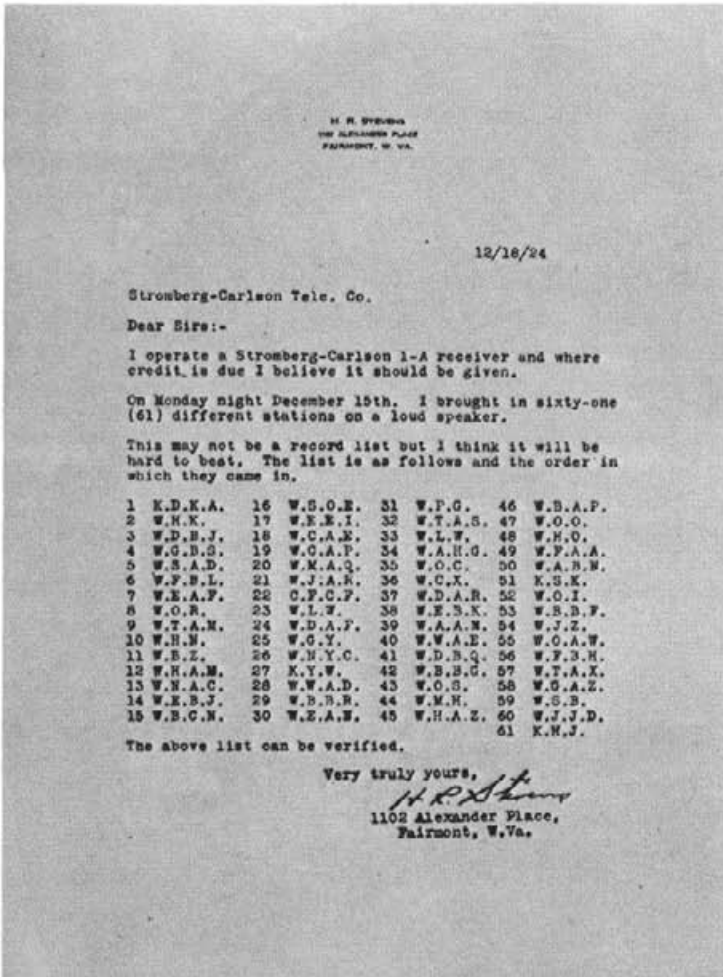 H. R. STEVENS
1102 ALEXANDER PLACE
FAIRMONT, W. VA.
12/18/24
Stromberg-Carlson Tele. Co.
Dear Sirs:-
I operate a Stromberg-Carlson 1-A receiver and where
credit is due I believe it should be given.
On Monday night December 15th. I brought in sixty-one
(61) different stations on a loud speaker.
This may not be a record list but I think it will be
hard to beat. The list is as follows and the order in
which they came in.
1 K.D.K.A. 16 W.S.O.E. 31 W.P.G. 46 W.B.A.P.
2 W.H.K. 17 W.E.E.I. 32 W.T.A.S. 47 W.O.O.
3 W.D.B.J. 18 W.C.A.E. 33 W.L.W. 48 W.H.O.
4 W.G.B.S. 19 W.C.A.P. 34 W.A.H.G. 49 W.F.A.A.
5 W.S.A.D. 20 W.M.A.Q. 35 W.O.C. 50 W.A.B.N.
6 W.F.B.L. 21 W.J.A.R. 36 W.C.X. 51 K.S.K.
7 W.E.A.F. 22 C.F.C.F. 37 W.D.A.R. 52 W.O.I.
8 W.O.R. 23 W.L.W. 38 W.E.B.K. 53 W.B.B.F.
9 W.T.A.M. 24 W.D.A.F. 39 W.A.A.M. 54 W.J.Z.
10 W.H.N. 25 W.G.Y. 40 W.W.A.E. 55 W.O.A.W.
11 W.B.Z. 26 W.N.Y.C. 41 W.D.B.Q. 56 W.F.B.H.
12 W.H.A.M. 27 K.Y.W. 42 W.B.B.G. 57 W.T.A.X.
13 W.N.A.C. 28 W.W.A.D. 43 W.O.S. 58 W.G.A.Z.
14 W.E.B.J. 29 W.B.B.R. 44 W.M.H. 59 W.S.B.
15 W.B.C.N. 30 W.E.A.N. 45 W.H.A.Z. 60 W.J.J.D.
61 K.H.J.
The above list can be verified.
Very truly yours,
H. R. Stevens
1102 Alexander Place,
Fairmont, W.Va.